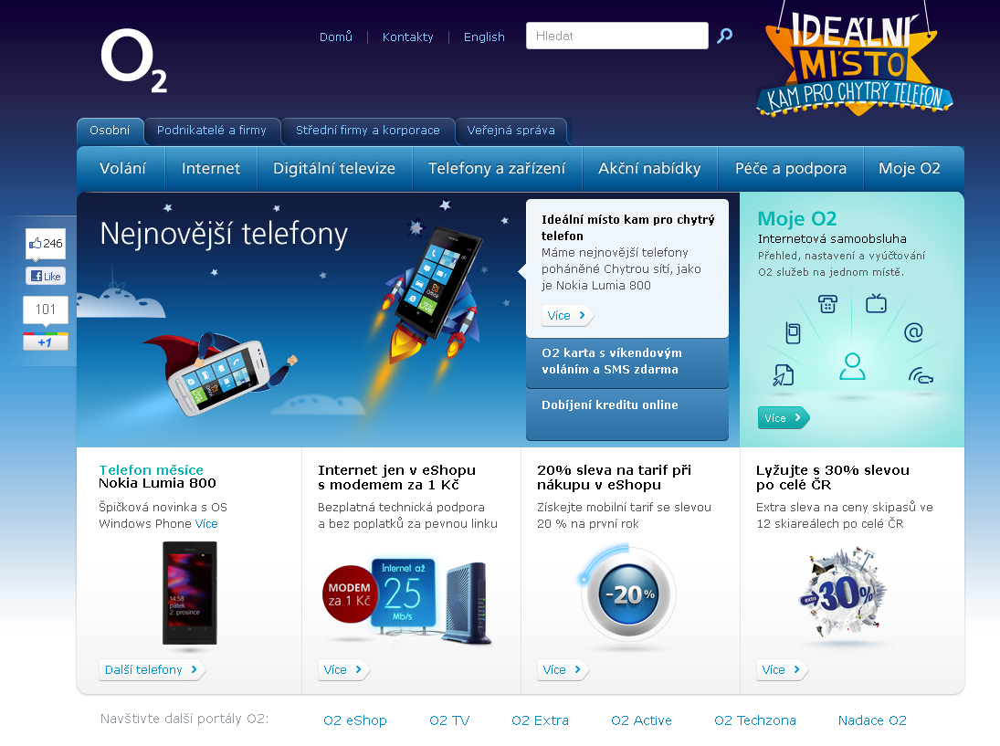 O2
Domů
Kontakty
English
Hledat
IDEÁLNÍ
MÍSTO
KAM PRO CHYTRÝ TELEFON
Osobní
Podnikatelé a firmy
Střední firmy a korporace
Veřejná správa
Volání
Internet
Digitální televize
Telefony a zařízení
Akční nabídky
Péče a podpora
Moje O2
246
Like
101
+1
Nejnovější telefony
Ideální místo kam pro chytrý
telefon
Máme nejnovější telefony
poháněné Chytrou sítí, jako
je Nokia Lumia 800
Více
O2 karta s víkendovým
voláním a SMS zdarma
Dobíjení kreditu online
Moje O2
Internetová samoobsluha
Přehled, nastavení a vyúčtování
O2 služeb na jednom místě.
Více
Telefon měsíce
Nokia Lumia 800
Špičková novinka s OS
Windows Phone Více
14:58
pátek
2. prosince
Další telefony
Internet jen v eShopu
s modemem za 1 Kč
Bezplatná technická podpora
a bez poplatků za pevnou linku
MODEM
za 1 Kč
Internet až
25
Mb/s
Více
20% sleva na tarif při
nákupu v eShopu
Získejte mobilní tarif se slevou
20 % na první rok
-20%
Více
Lyžujte s 30% slevou
po celé ČR
Extra sleva na ceny skipasů ve
12 skiareálech po celé ČR
extra
-30%
Více
Navštivte další portály O2:
O2 eShop
O2 TV
O2 Extra
O2 Active
O2 Techzona
Nadace O2